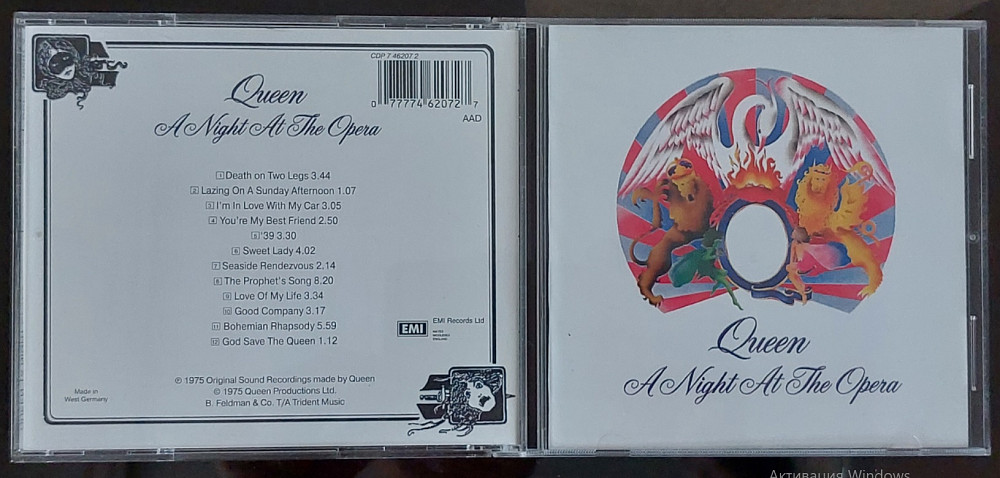 CDP 7 46207 2
0 77774 62072 7
AAD
Queen
A Night At The Opera
1 Death on Two Legs 3.44
2 Lazing On A Sunday Afternoon 1.07
3 I'm In Love With My Car 3.05
4 You're My Best Friend 2.50
5 '39 3.30
6 Sweet Lady 4.02
7 Seaside Rendezvous 2.14
8 The Prophet's Song 8.20
9 Love Of My Life 3.34
10 Good Company 3.17
11 Bohemian Rhapsody 5.59
12 God Save The Queen 1.12
EMI
EMI Records Ltd
HAYES
MIDDLESEX
ENGLAND
℗ 1975 Original Sound Recordings made by Queen
© 1975 Queen Productions Ltd.
B. Feldman & Co. T/A Trident Music
Made in
West Germany
Queen
A Night At The Opera
Активация Windows